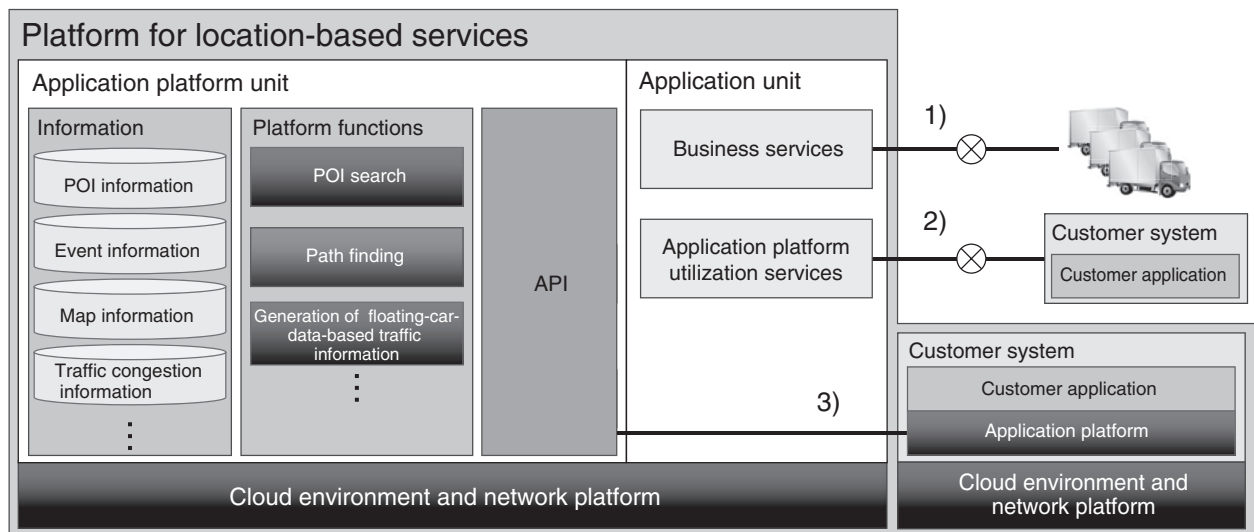 Platform for location-based services
Application platform unit
Information
POI information
Event information
Map information
Traffic congestion
information
Platform functions
POI search
Path finding
Generation of floating-car-
data-based traffic
information
API
Application unit
Business services
Application platform
utilization services
1)
2)
Customer system
Customer application
3)
Customer system
Customer application
Application platform
Cloud environment and network platform
Cloud environment and
network platform